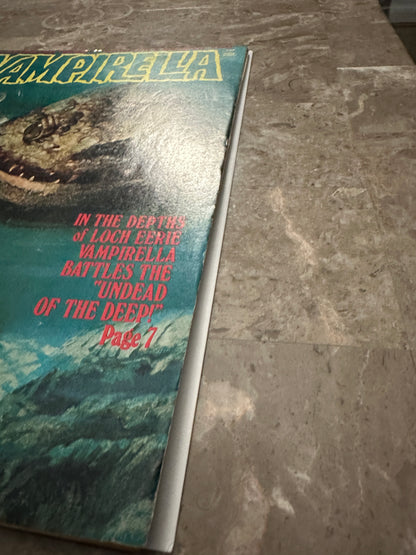 VAMPIRELLA
IN THE DEPTHS
of LOCH EERIE
VAMPIRELLA
BATTLES THE
"UNDEAD
OF THE DEEP!"
Page 7